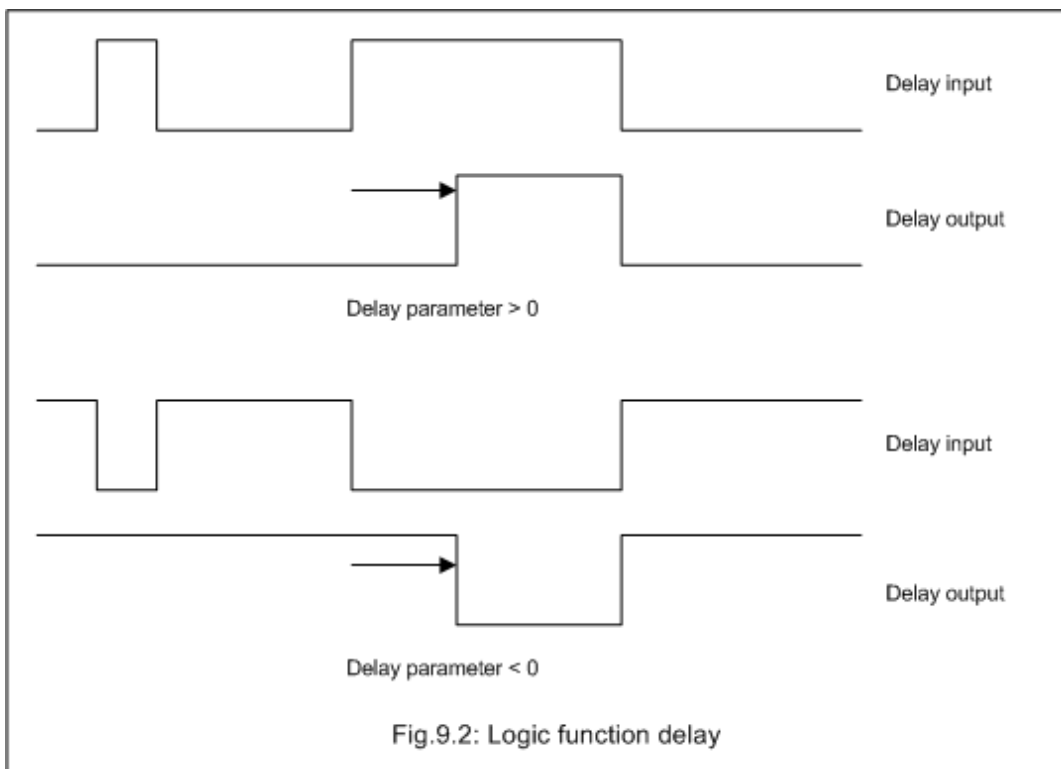 Delay input
Delay output
Delay parameter > 0
Delay input
Delay output
Delay parameter < 0
Fig.9.2: Logic function delay